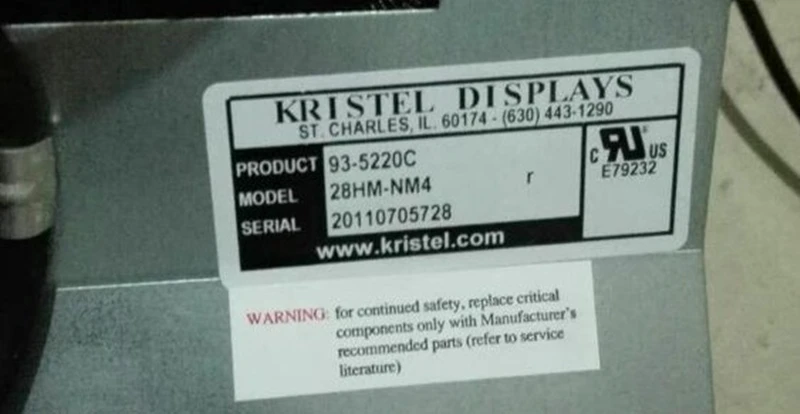 KRISTEL DISPLAYS
ST. CHARLES, IL. 60174 - (630) 443-1290
PRODUCT 93-5220C
MODEL 28HM-NM4 r
SERIAL 20110705728
www.kristel.com
C RU US
E79232
WARNING: for continued safety, replace critical
components only with Manufacturer's
recommended parts (refer to service
literature)